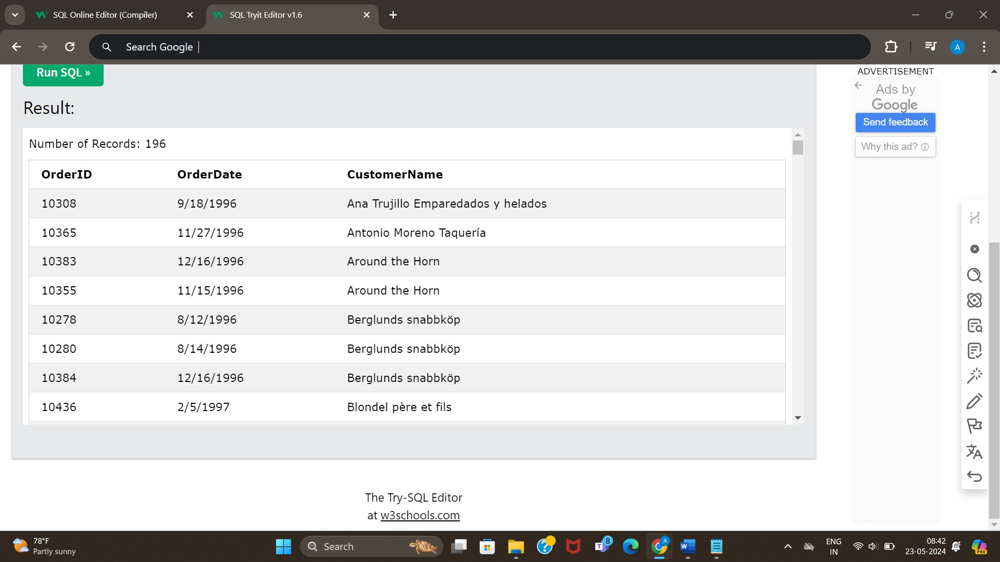 SQL Online Editor (Compiler)
SQL Tryit Editor v1.6
Search Google
A
Run SQL »
Result:
Number of Records: 196
OrderID OrderDate CustomerName
10308 9/18/1996 Ana Trujillo Emparedados y helados
10365 11/27/1996 Antonio Moreno Taquería
10383 12/16/1996 Around the Horn
10355 11/15/1996 Around the Horn
10278 8/12/1996 Berglunds snabbköp
10280 8/14/1996 Berglunds snabbköp
10384 12/16/1996 Berglunds snabbköp
10436 2/5/1997 Blondel père et fils
The Try-SQL Editor
at w3schools.com
ADVERTISEMENT
Ads by
Google
Send feedback
Why this ad?
78°F
Partly sunny
Search
8
A
ENG
IN
08:42
23-05-2024
PRE